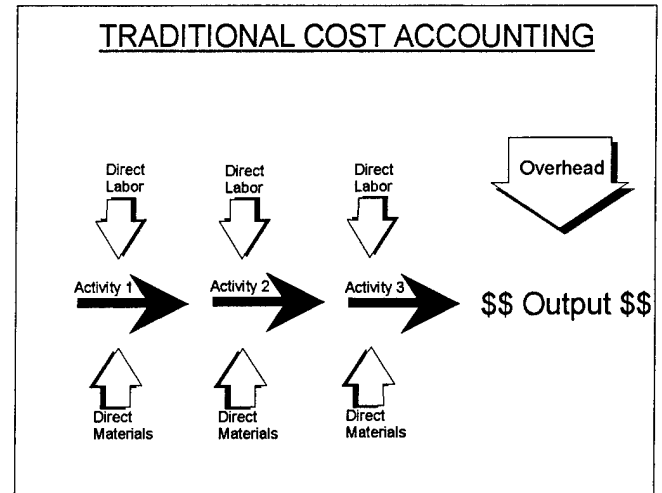 TRADITIONAL COST ACCOUNTING
Direct
Labor
Direct
Labor
Direct
Labor
Overhead
Activity 1
Activity 2
Activity 3
$$ Output $$
Direct
Materials
Direct
Materials
Direct
Materials